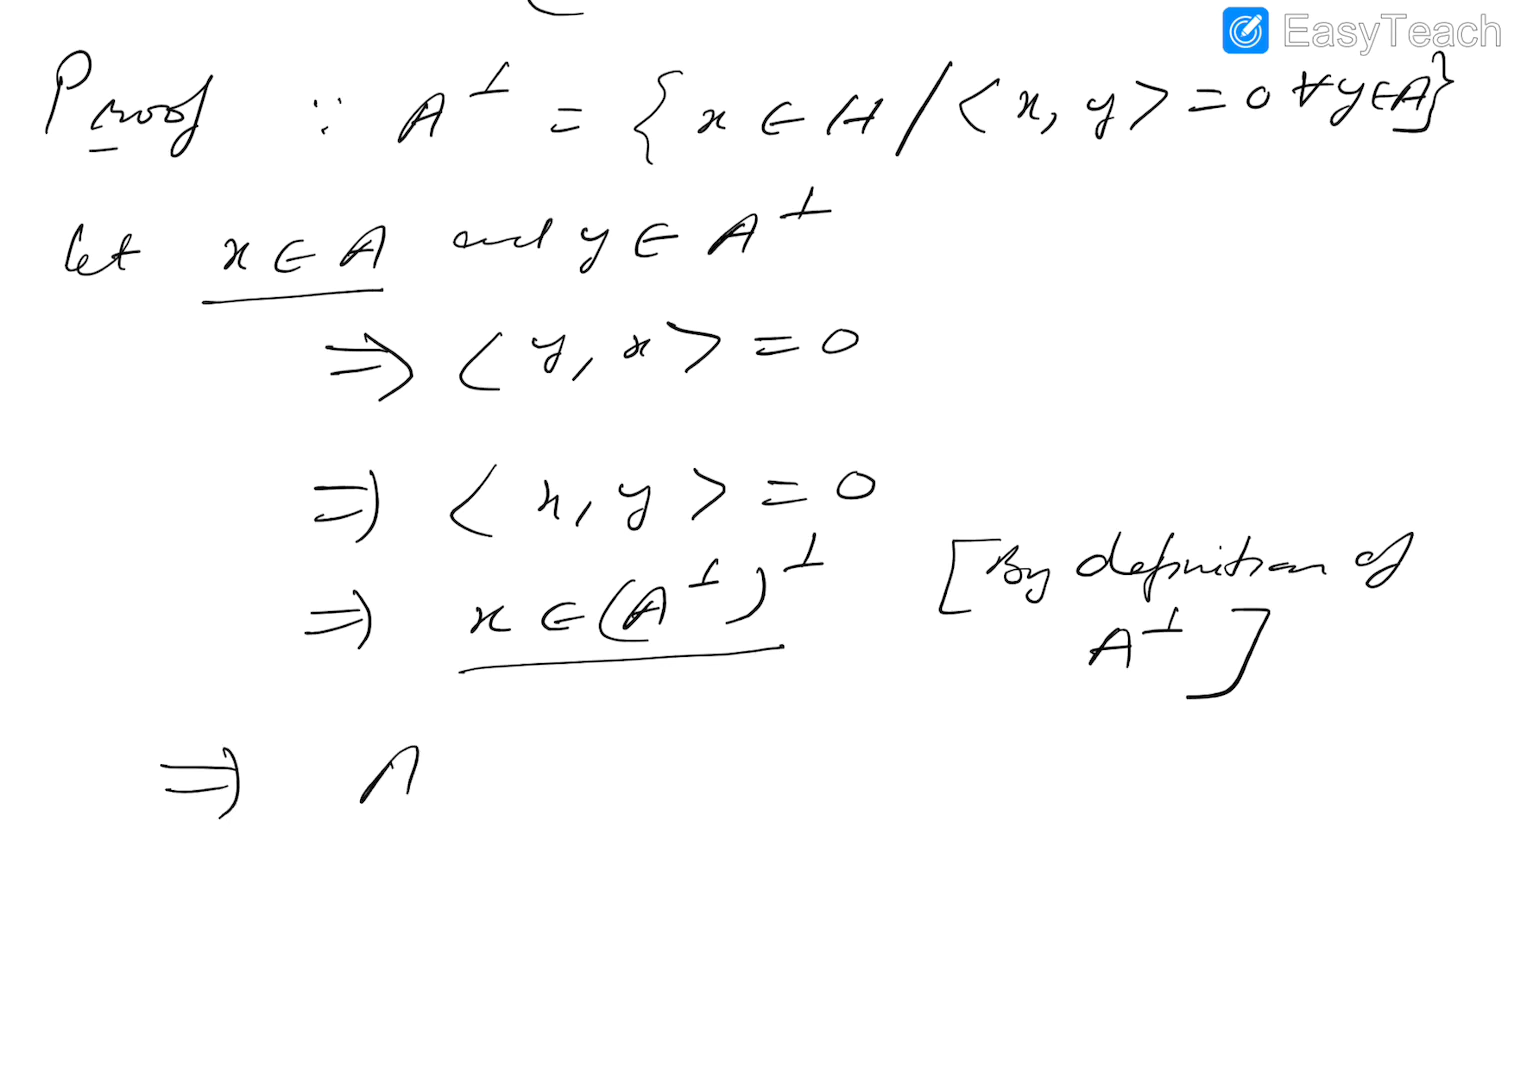 EasyTeach
Proof ∵ A^⊥ = { x ∈ H / < x, y > = 0 ∀ y ∈ A }
let x ∈ A and y ∈ A^⊥
⇒ < y, x > = 0
⇒ < x, y > = 0
⇒ x ∈ (A^⊥)^⊥ [By definition of
A^⊥]
⇒ A